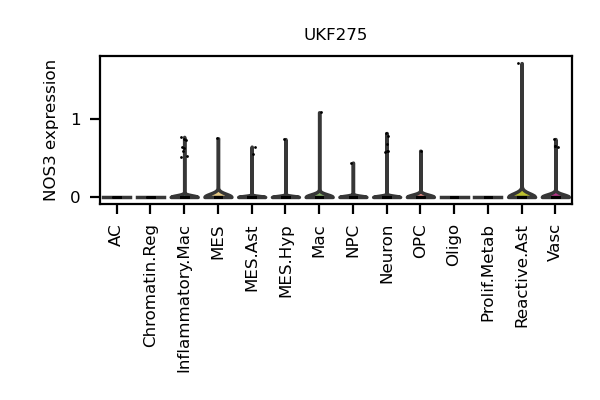 UKF275
NOS3 expression
1
0
AC
Chromatin.Reg
Inflammatory.Mac
MES
MES.Ast
MES.Hyp
Mac
NPC
Neuron
OPC
Oligo
Prolif.Metab
Reactive.Ast
Vasc